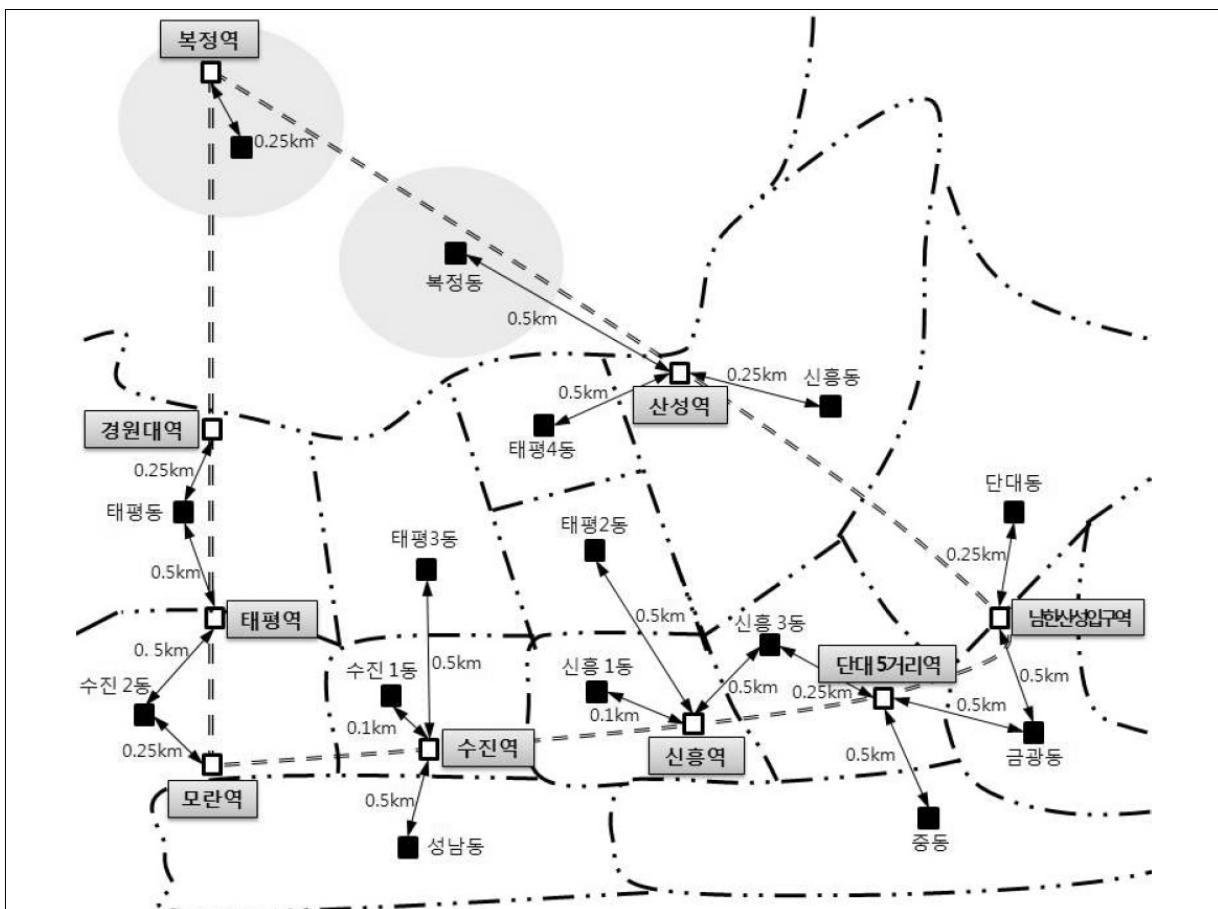 복정역
0.25km
복정동
0.5km
0.5km
0.25km
신흥동
산성역
태평4동
경원대역
0.25km
태평동
단대동
태평3동
태평2동
0.25km
0.5km
태평역
신흥 3동
남한산성입구역
0. 5km
0.5km
0.5km
단대 5거리역
수진 2동
수진 1동
신흥 1동
0.5km
0.25km
0.5km
0.5km
0.1km
0.1km
0.25km
수진역
신흥역
0.5km
금광동
모란역
0.5km
성남동
중동